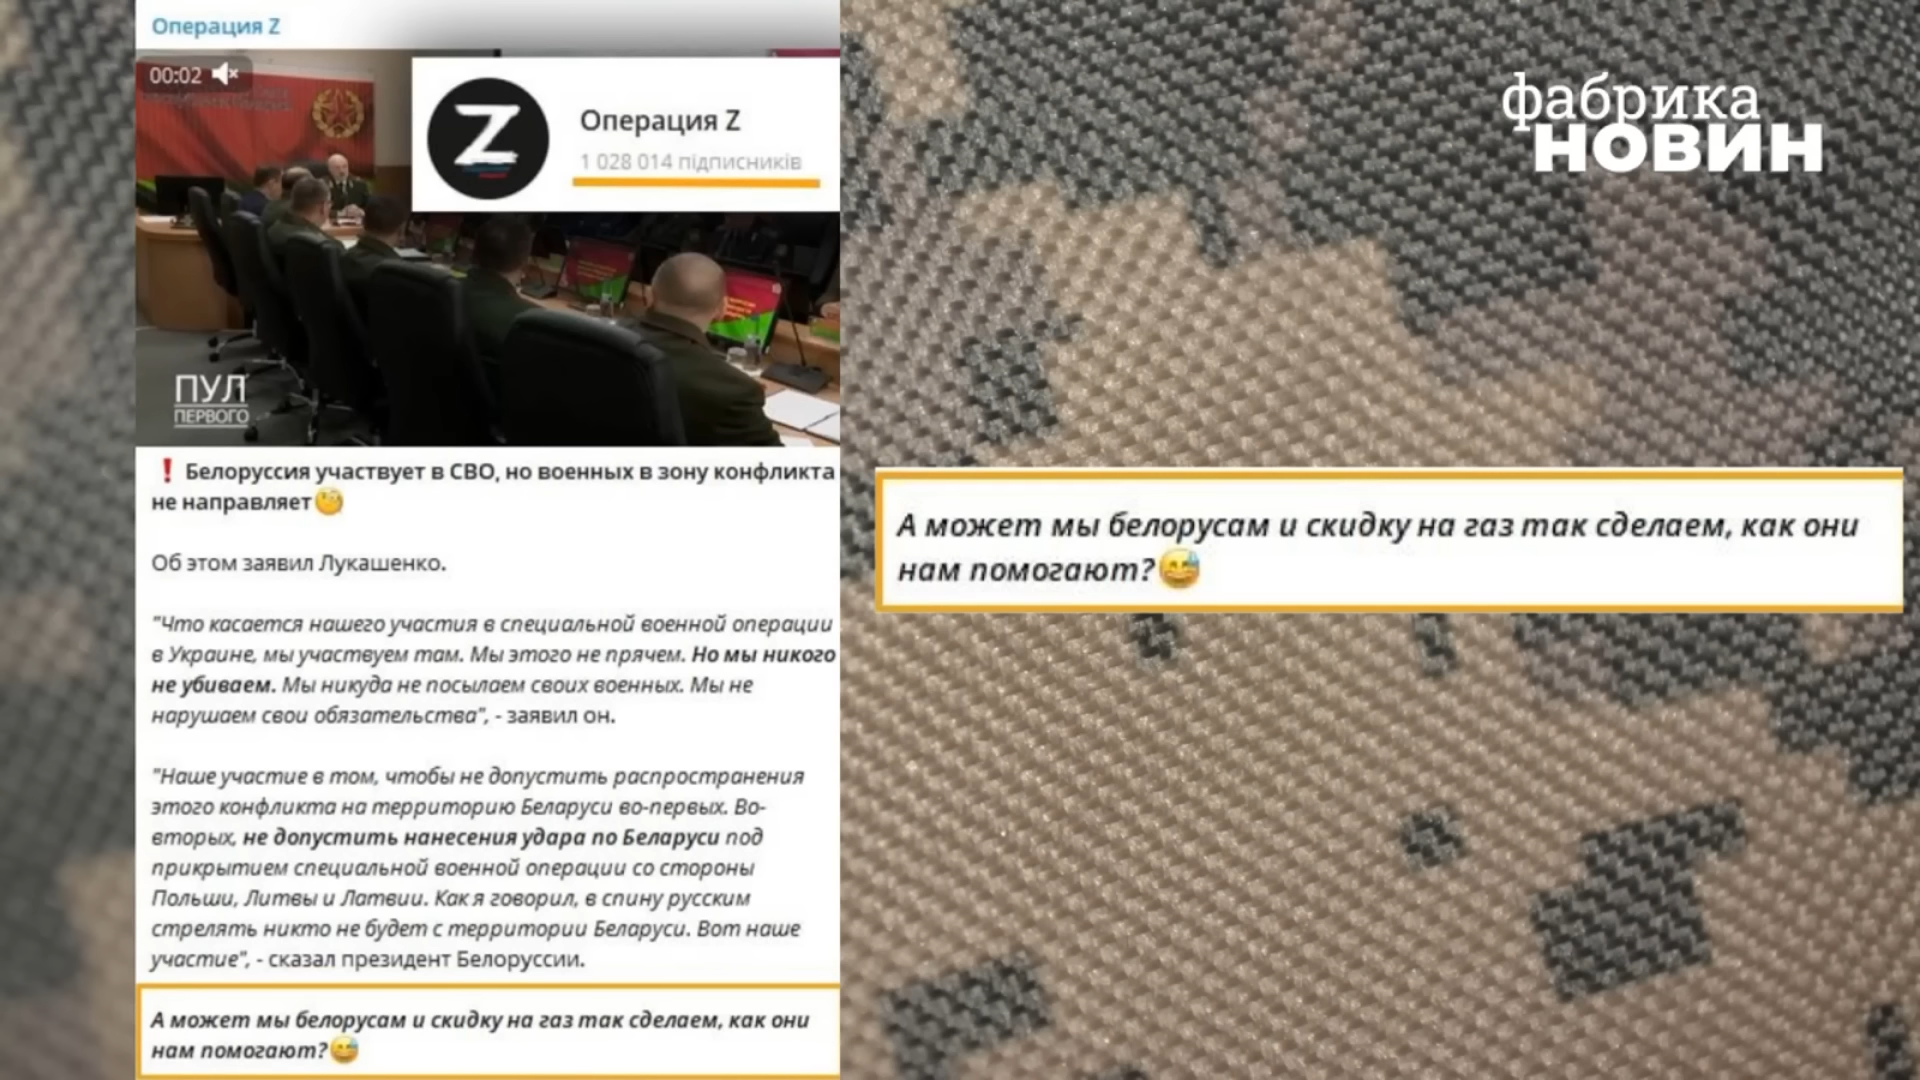 Операция Z
00:02
Операция Z
1 028 014 підписників
ПУЛ
ПЕРВОГО
❗ Белоруссия участвует в СВО, но военных в зону конфликта
не направляет🧐
Об этом заявил Лукашенко.
"Что касается нашего участия в специальной военной операции
в Украине, мы участвуем там. Мы этого не прячем. Но мы никого
не убиваем. Мы никуда не посылаем своих военных. Мы не
нарушаем свои обязательства", - заявил он.
"Наше участие в том, чтобы не допустить распространения
этого конфликта на территорию Беларуси во-первых. Во-
вторых, не допустить нанесения удара по Беларуси под
прикрытием специальной военной операции со стороны
Польши, Литвы и Латвии. Как я говорил, в спину русским
стрелять никто не будет с территории Беларуси. Вот наше
участие", - сказал президент Белоруссии.
А может мы белорусам и скидку на газ так сделаем, как они
нам помогают?😅
фабрика
НОВИН
А может мы белорусам и скидку на газ так сделаем, как они
нам помогают?😅